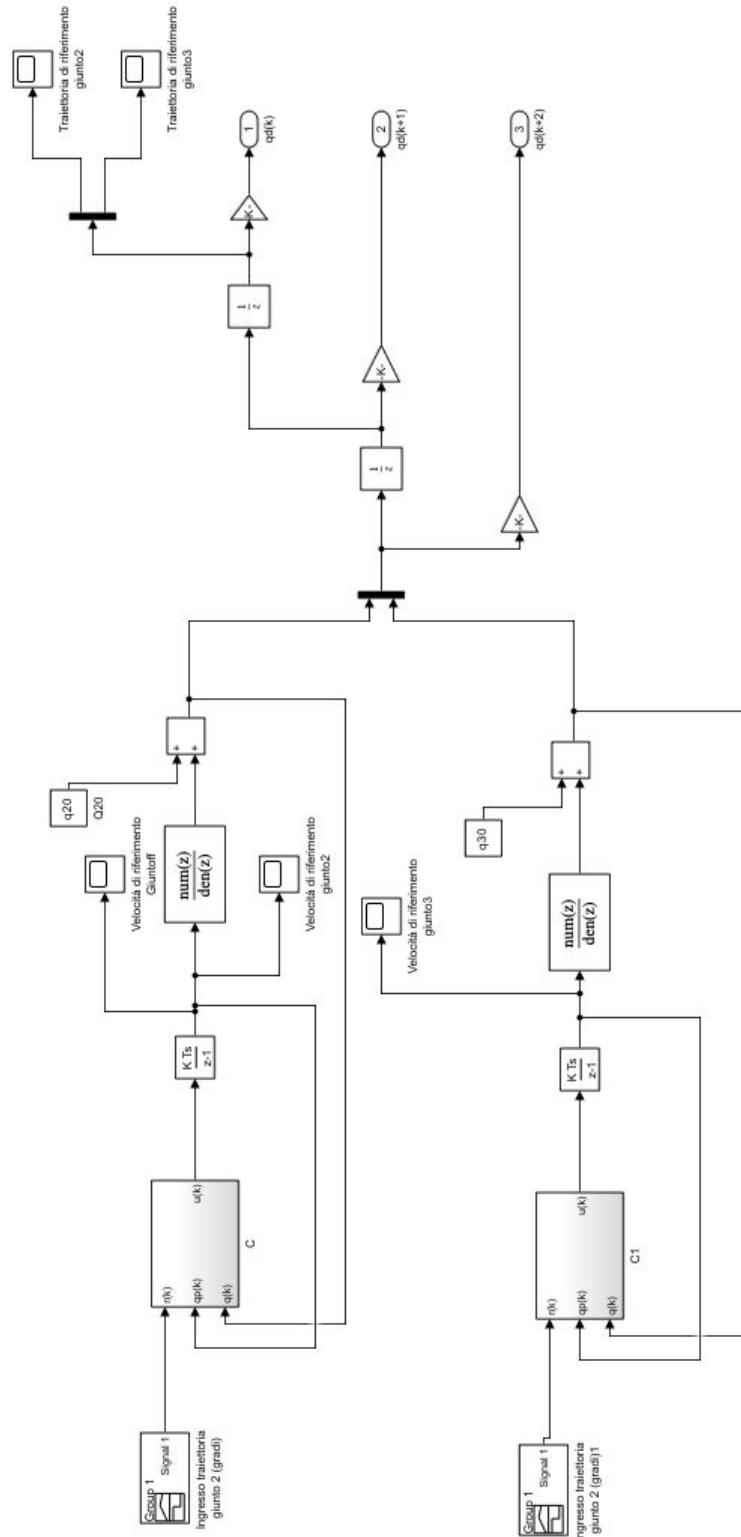 Group 1
Signal 1
Ingresso traiettoria
giunto 2 (gradi)
r(k)
qp(k)
q(k)
u(k)
C
K Ts
z-1
Velocità di riferimento
Giuntoff
Velocità di riferimento
giunto2
num(z)
den(z)
q20
Q20
+
+
Group 1
Signal 1
Ingresso traiettoria
giunto 2 (gradi)1
r(k)
qp(k)
q(k)
u(k)
C1
K Ts
z-1
Velocità di riferimento
giunto3
num(z)
den(z)
q30
+
+
1
z
1
z
-K-
-K-
K-
Traiettoria di riferimento
giunto2
Traiettoria di riferimento
giunto3
1
qd(k)
2
qd(k+1)
3
qd(k+2)